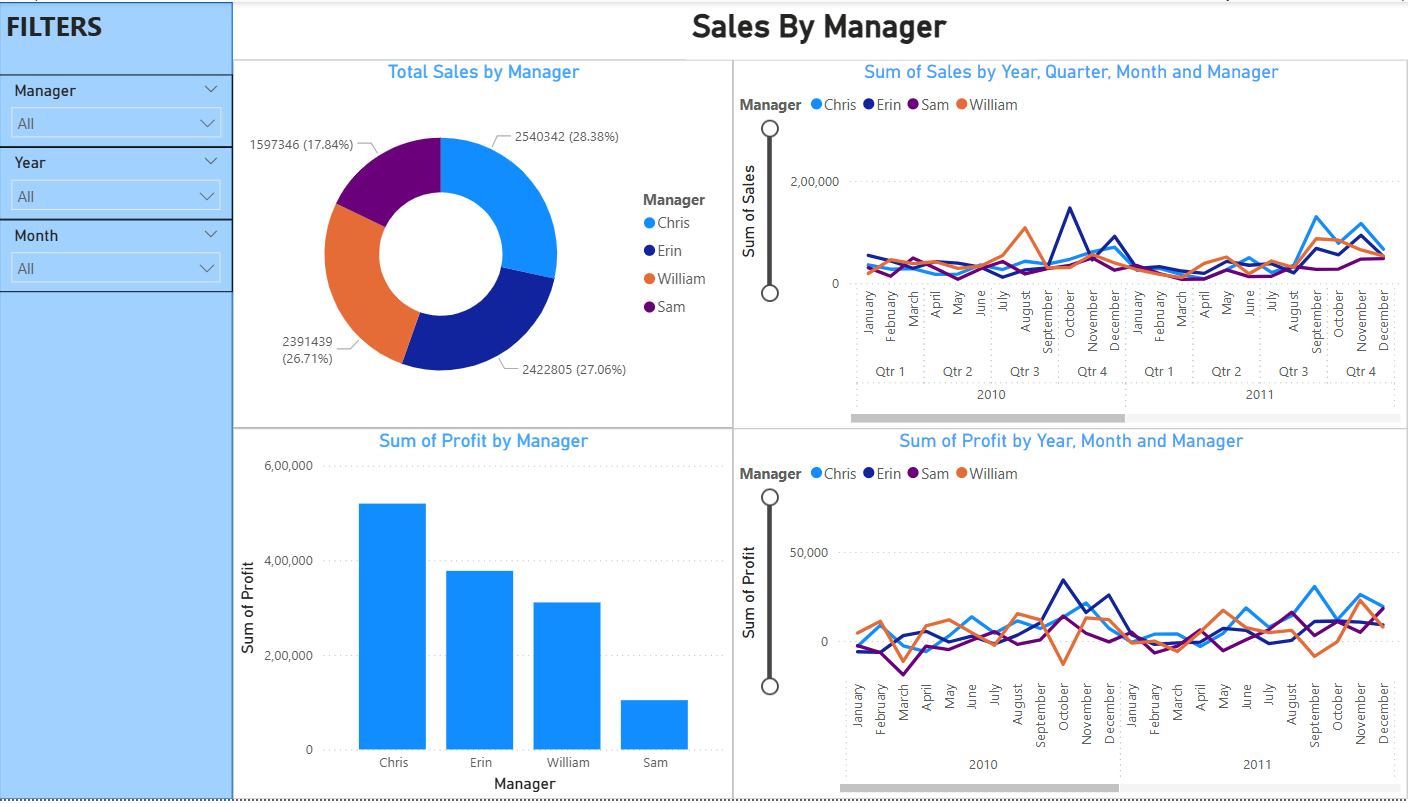 FILTERS
Manager
All
Year
All
Month
All
Sales By Manager
Total Sales by Manager
1597346 (17.84%)
2540342 (28.38%)
2391439
(26.71%)
2422805 (27.06%)
Manager
Chris
Erin
William
Sam
Sum of Sales by Year, Quarter, Month and Manager
Manager Chris Erin Sam William
Sum of Sales
2,00,000
0
January February March April May June July August September October November December January February March April May June July August September October November December
Qtr 1 Qtr 2 Qtr 3 Qtr 4 Qtr 1 Qtr 2 Qtr 3 Qtr 4
2010 2011
Sum of Profit by Manager
Sum of Profit
6,00,000
4,00,000
2,00,000
0
Chris Erin William Sam
Manager
Sum of Profit by Year, Month and Manager
Manager Chris Erin Sam William
Sum of Profit
50,000
0
January February March April May June July August September October November December January February March April May June July August September October November December
2010 2011